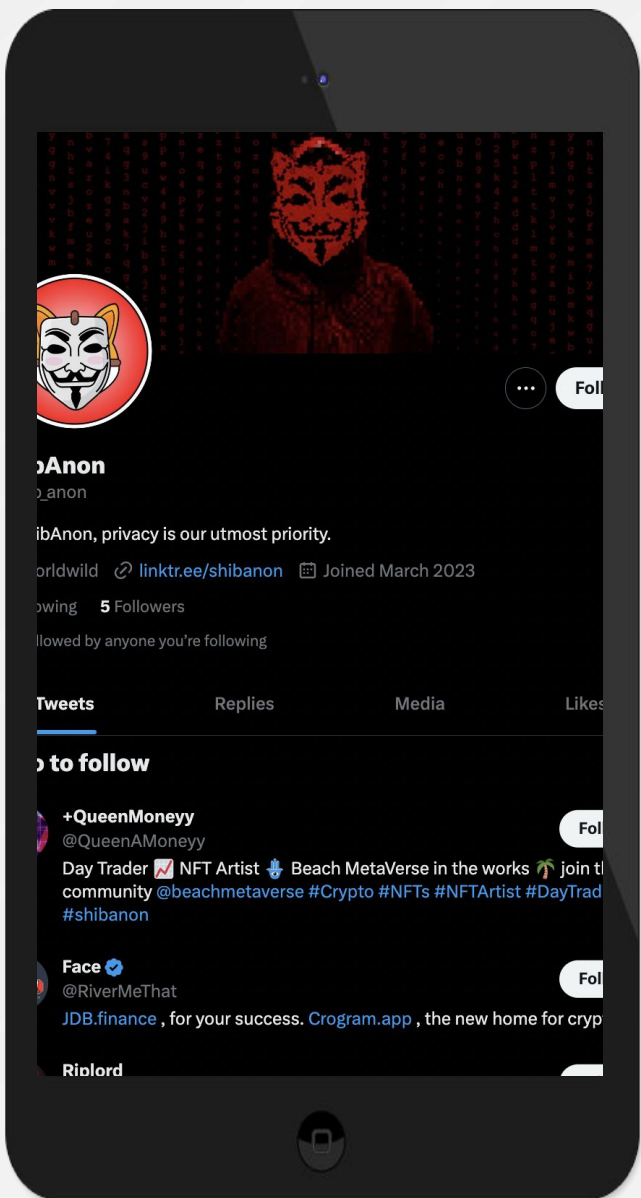 Foll
bAnon
b_anon
ibAnon, privacy is our utmost priority.
orldwild linktr.ee/shibanon Joined March 2023
owing 5 Followers
llowed by anyone you’re following
Tweets Replies Media Likes
o to follow
+QueenMoneyy
@QueenAMoneyy
Fol
Day Trader 📈 NFT Artist 🪬 Beach MetaVerse in the works 🌴 join th
community @beachmetaverse #Crypto #NFTs #NFTArtist #DayTrad
#shibanon
Face
@RiverMeThat
Fol
JDB.finance , for your success. Crogram.app , the new home for cryp
Riplord